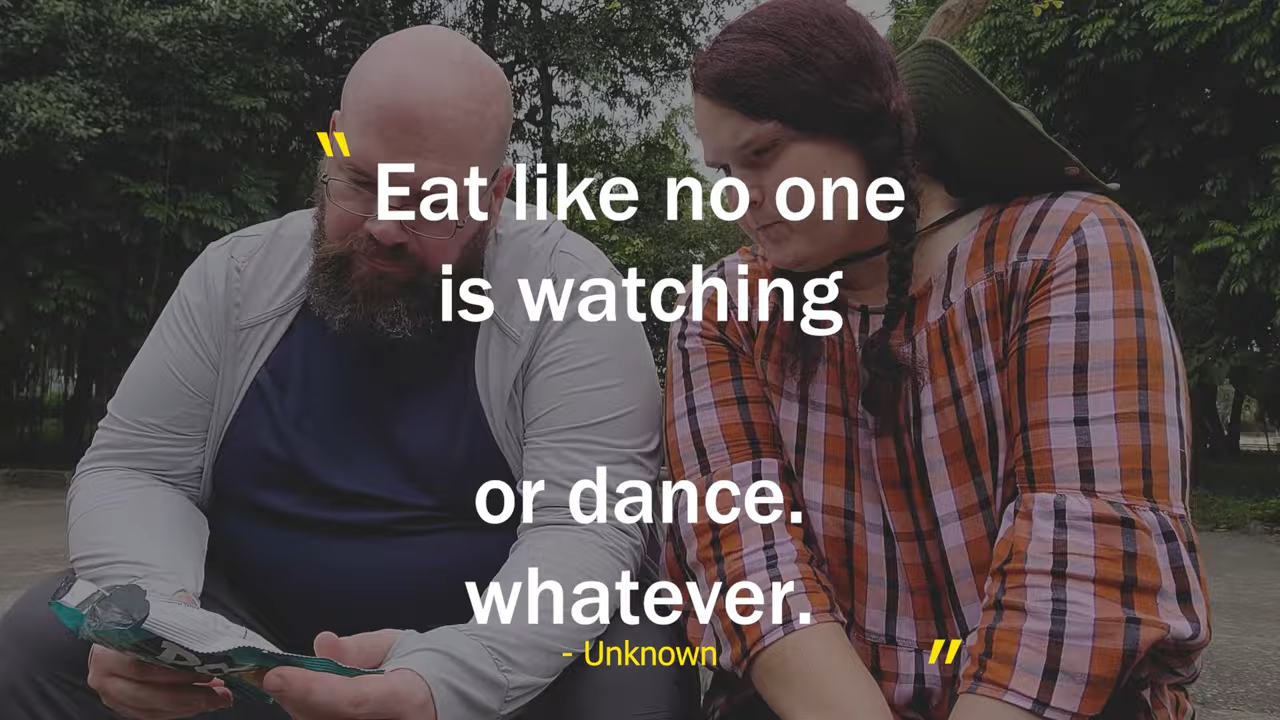 “
Eat like no one
is watching
or dance.
whatever.
- Unknown
”